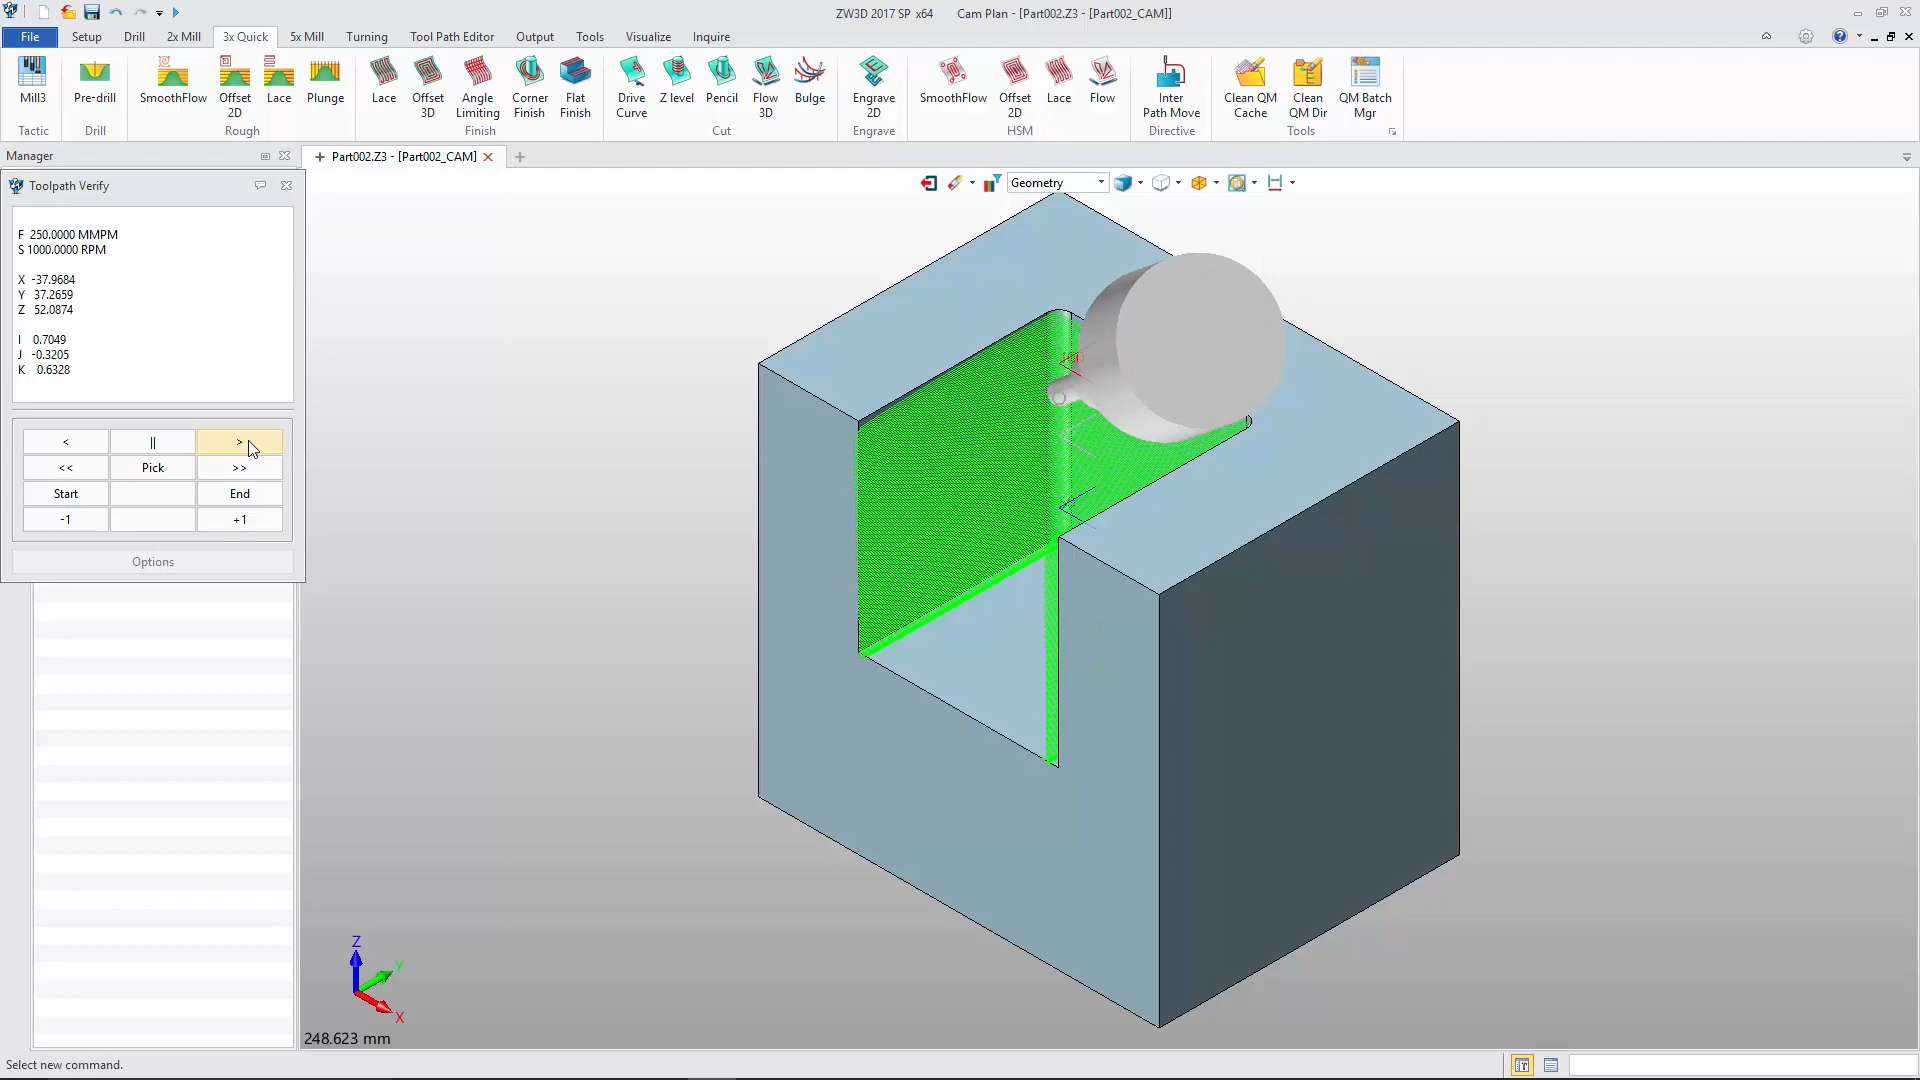 ZW3D 2017 SP x64 Cam Plan - [Part002.Z3 - [Part002_CAM]]
File Setup Drill 2x Mill 3x Quick 5x Mill Turning Tool Path Editor Output Tools Visualize Inquire
Mill3 Pre-drill SmoothFlow Offset 2D Lace Plunge Lace Offset 3D Angle Limiting Corner Finish Flat Finish Drive Curve Z level Pencil Flow 3D Bulge Engrave 2D SmoothFlow Offset 2D Lace Flow Inter Path Move Clean QM Cache Clean QM Dir QM Batch Mgr
Tactic Drill Rough Finish Cut Engrave HSM Directive Tools
Manager
Part002.Z3 - [Part002_CAM]
Toolpath Verify
Geometry
F 250.0000 MMPM
S 1000.0000 RPM
X -37.9684
Y 37.2659
Z 52.0874
I 0.7049
J -0.3205
K 0.6328
< || >
<< Pick >>
Start End
-1 +1
Options
Z
Y
X
248.623 mm
Select new command.